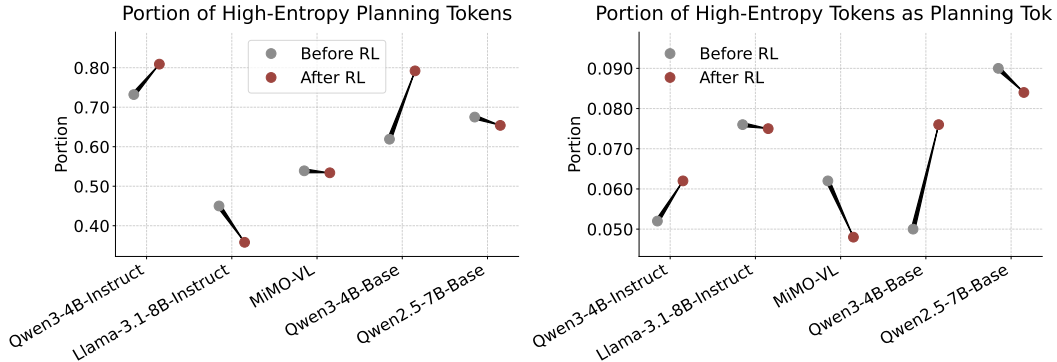 Portion of High-Entropy Planning Tokens
Before RL
After RL
0.80
0.70
0.60
0.50
0.40
Portion
Qwen3-4B-Instruct
Llama-3.1-8B-Instruct
MiMO-VL
Qwen3-4B-Base
Qwen2.5-7B-Base
Portion of High-Entropy Tokens as Planning Tok
Before RL
After RL
0.090
0.080
0.070
0.060
0.050
Portion
Qwen3-4B-Instruct
Llama-3.1-8B-Instruct
MiMO-VL
Qwen3-4B-Base
Qwen2.5-7B-Base